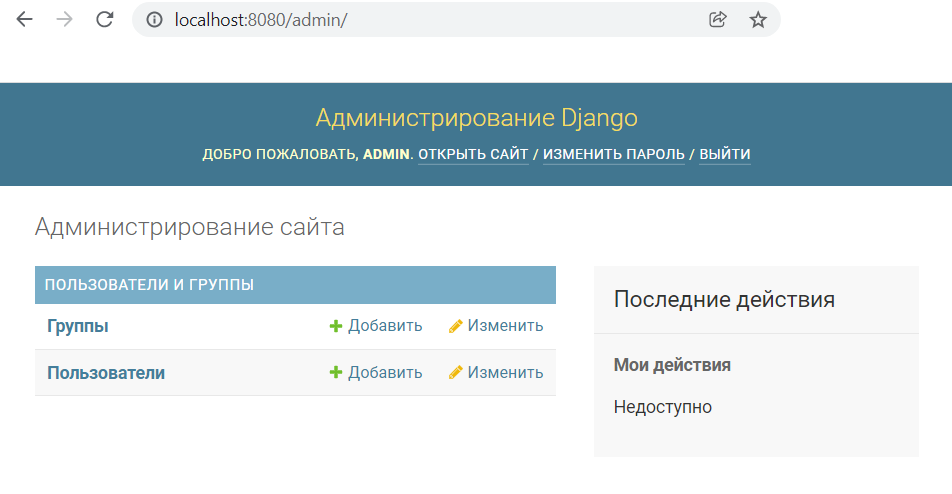 localhost:8080/admin/
Администрирование Django
ДОБРО ПОЖАЛОВАТЬ, ADMIN. ОТКРЫТЬ САЙТ / ИЗМЕНИТЬ ПАРОЛЬ / ВЫЙТИ
Администрирование сайта
ПОЛЬЗОВАТЕЛИ И ГРУППЫ
Группы Добавить Изменить
Пользователи Добавить Изменить
Последние действия
Мои действия
Недоступно